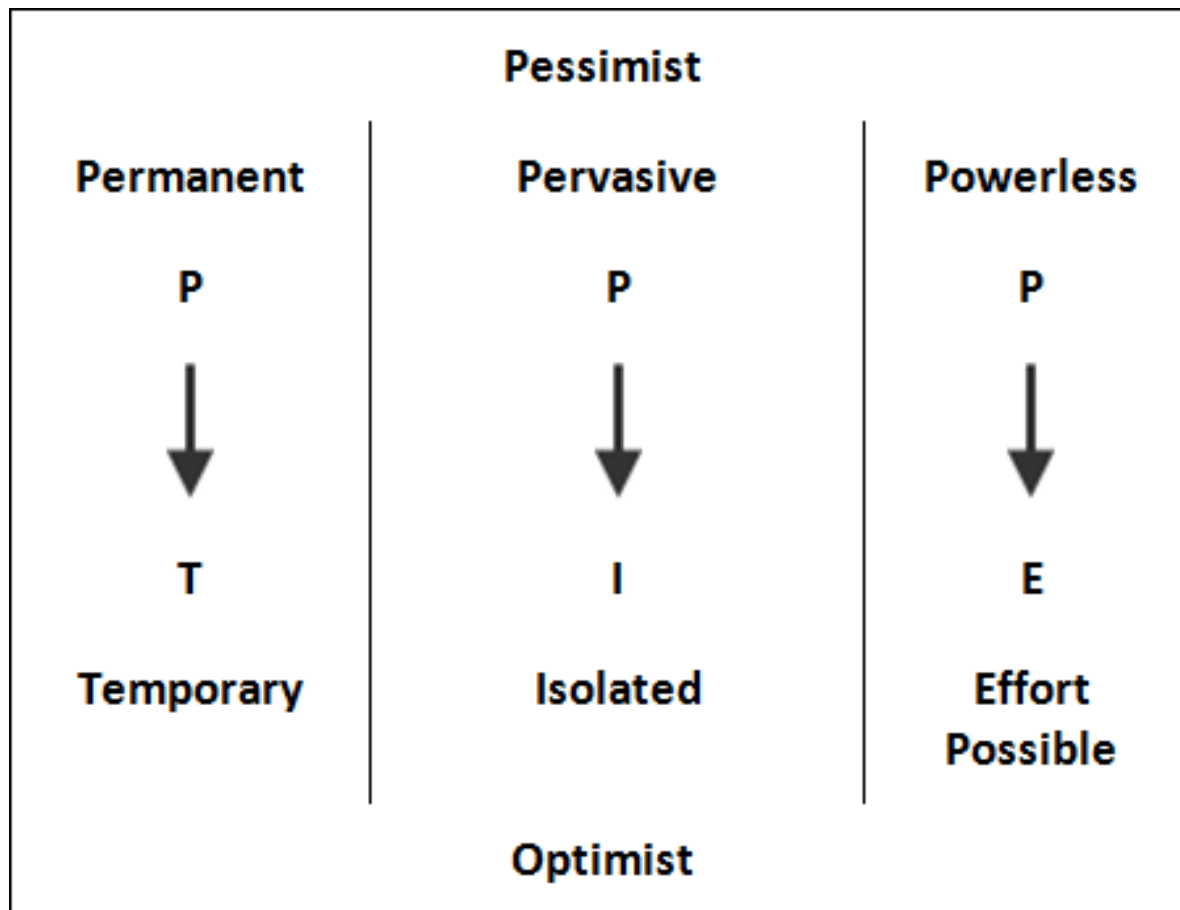 Pessimist
Permanent Pervasive Powerless
P P P
T I E
Temporary Isolated Effort
Possible
Optimist